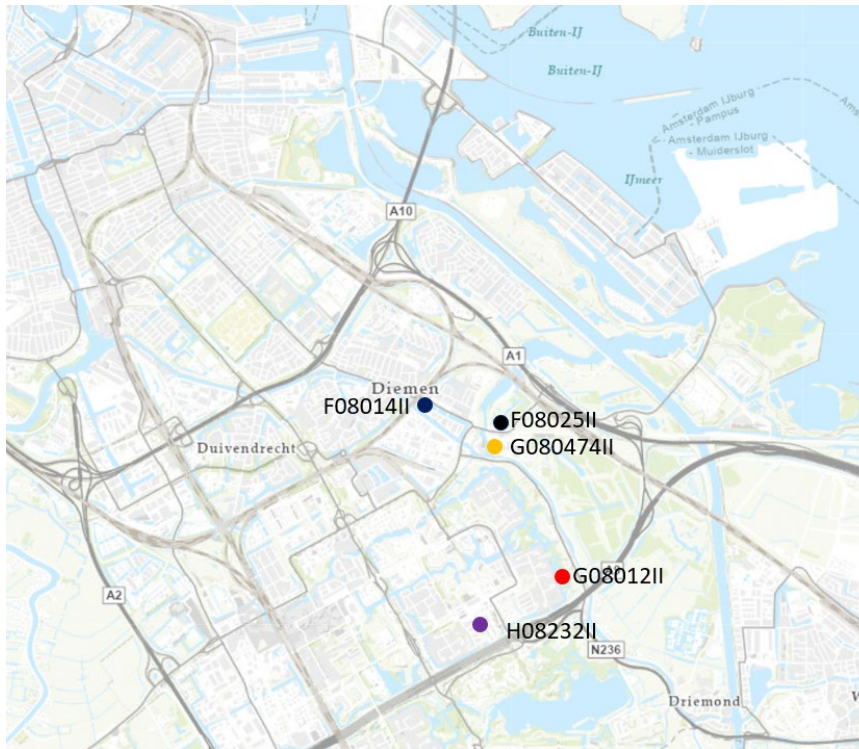 Buiten-IJ
Buiten-IJ
Amsterdam IJburg
- Pampus
Amsterdam IJburg
- Muiderslot
IJmeer
A10
A1
Diemen
F08014II
F08025II
Duivendrecht
G080474II
G08012II
A2
H08232II
N236
Driemond